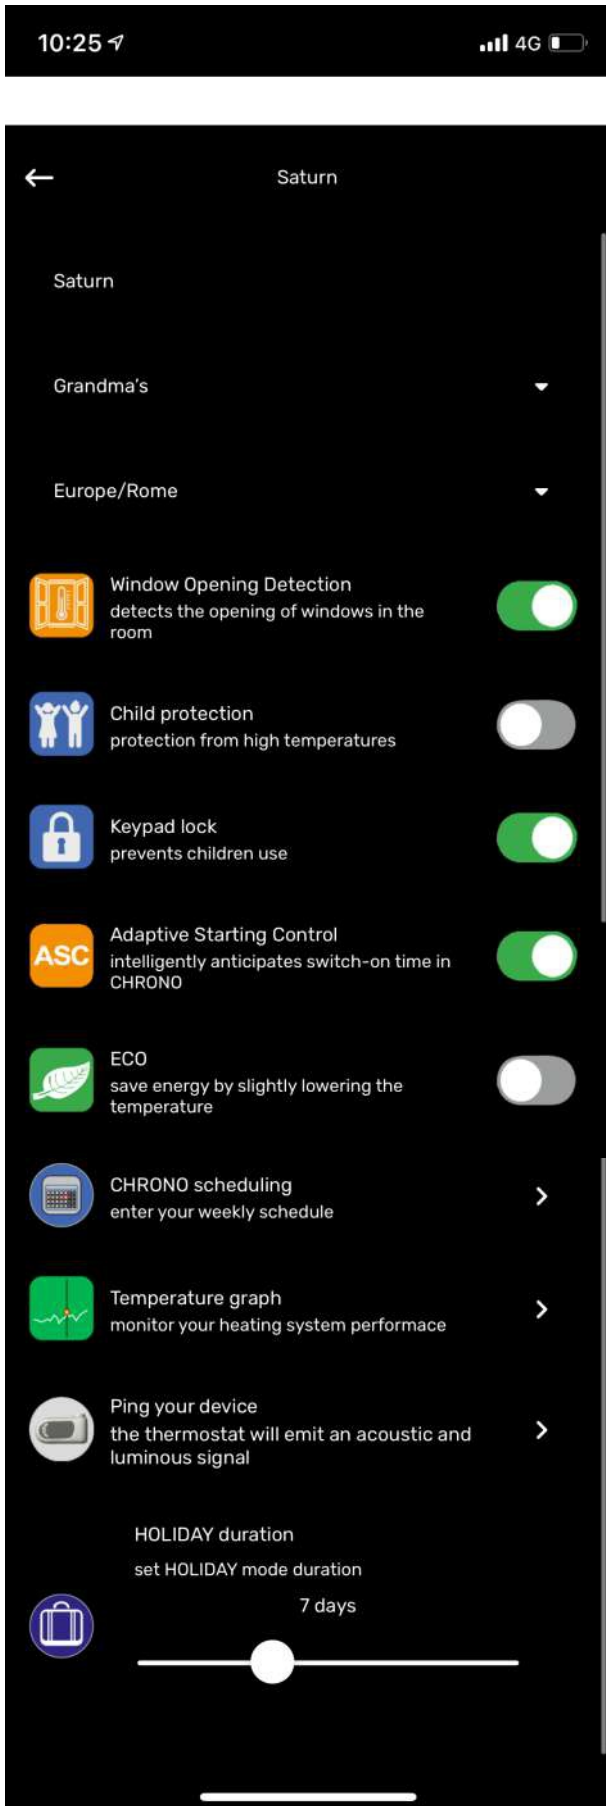 10:25
4G
Saturn
Saturn
Grandma's
Europe/Rome
Window Opening Detection
detects the opening of windows in the
room
Child protection
protection from high temperatures
Keypad lock
prevents children use
ASC
Adaptive Starting Control
intelligently anticipates switch-on time in
CHRONO
ECO
save energy by slightly lowering the
temperature
CHRONO scheduling
enter your weekly schedule
Temperature graph
monitor your heating system performace
Ping your device
the thermostat will emit an acoustic and
luminous signal
HOLIDAY duration
set HOLIDAY mode duration
7 days